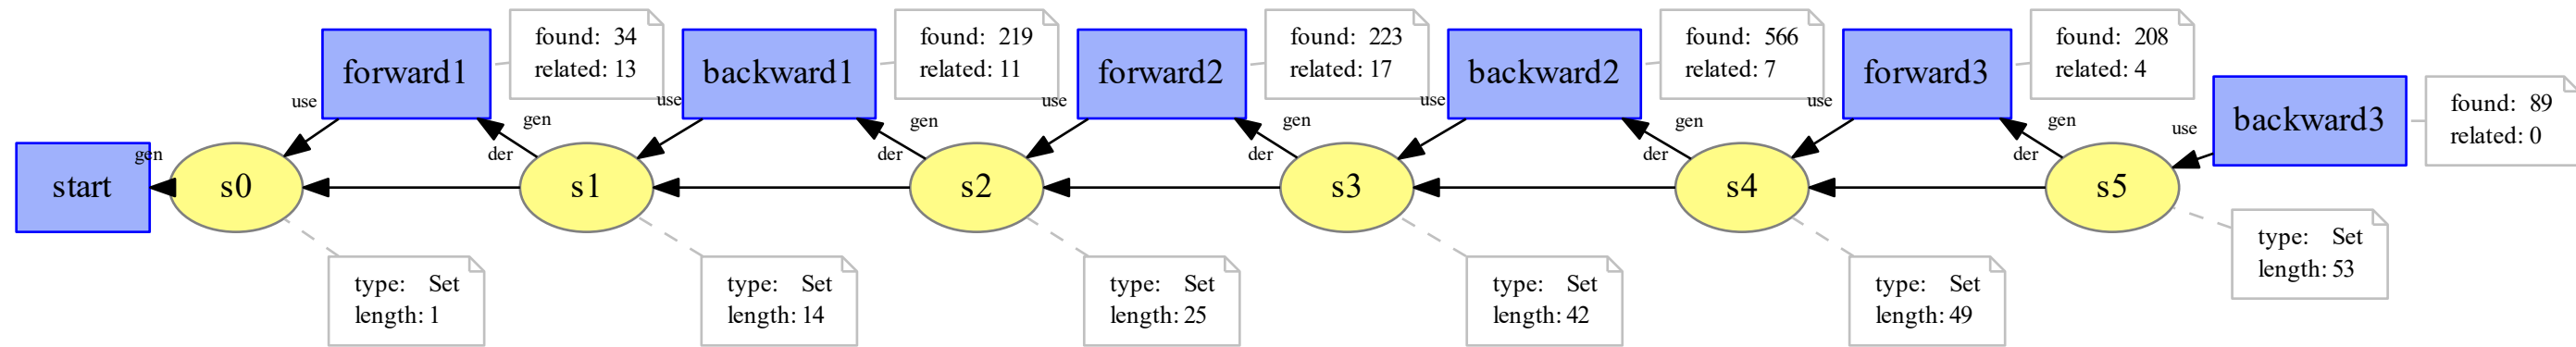 found: 34
related: 13
found: 219
related: 11
found: 223
related: 17
found: 566
related: 7
found: 208
related: 4
forward1
backward1
forward2
backward2
forward3
backward3
found: 89
related: 0
use
use
use
use
use
use
gen
gen
gen
gen
gen
gen
der
der
der
der
der
start
s0
s1
s2
s3
s4
s5
type: Set
length: 1
type: Set
length: 14
type: Set
length: 25
type: Set
length: 42
type: Set
length: 49
type: Set
length: 53